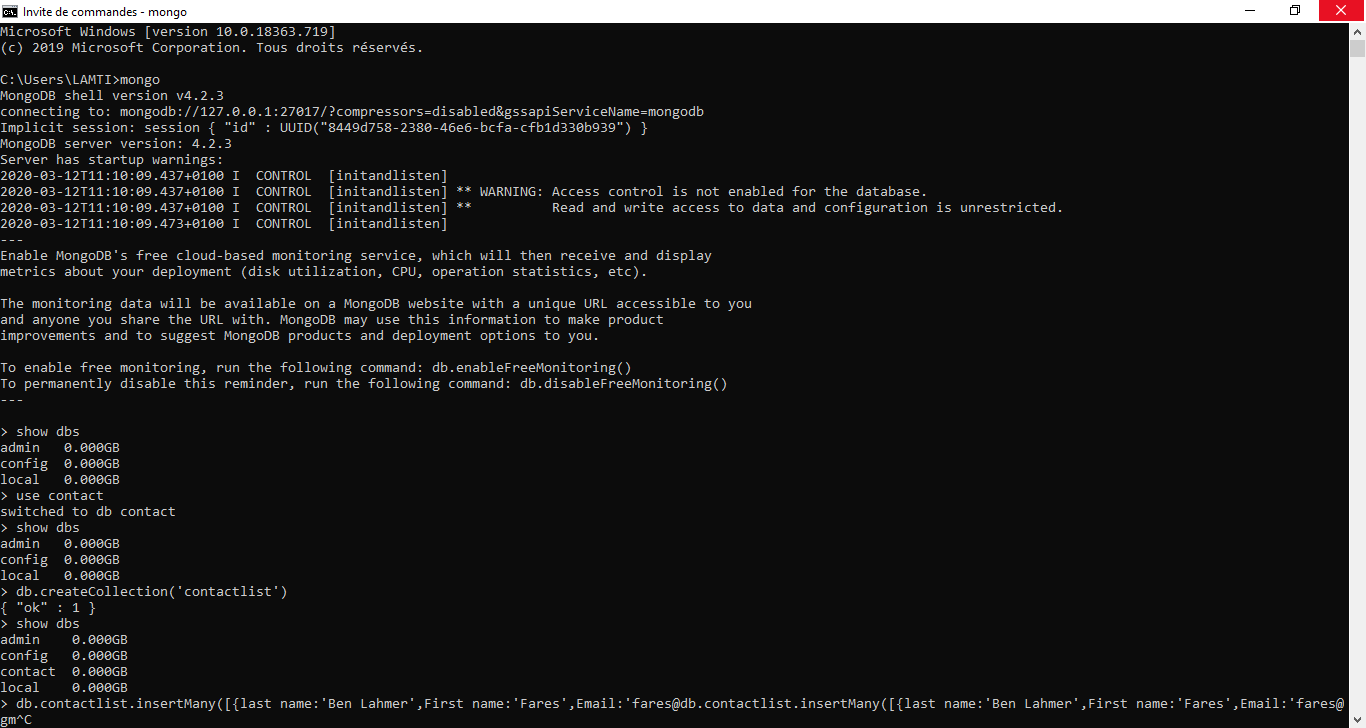 Invite de commandes - mongo
Microsoft Windows [version 10.0.18363.719]
(c) 2019 Microsoft Corporation. Tous droits réservés.
C:\Users\LAMTI>mongo
MongoDB shell version v4.2.3
connecting to: mongodb://127.0.0.1:27017/?compressors=disabled&gssapiServiceName=mongodb
Implicit session: session { "id" : UUID("8449d758-2380-46e6-bcfa-cfb1d330b939") }
MongoDB server version: 4.2.3
Server has startup warnings:
2020-03-12T11:10:09.437+0100 I  CONTROL  [initandlisten]
2020-03-12T11:10:09.437+0100 I  CONTROL  [initandlisten] ** WARNING: Access control is not enabled for the database.
2020-03-12T11:10:09.437+0100 I  CONTROL  [initandlisten] **          Read and write access to data and configuration is unrestricted.
2020-03-12T11:10:09.473+0100 I  CONTROL  [initandlisten]
---
Enable MongoDB's free cloud-based monitoring service, which will then receive and display
metrics about your deployment (disk utilization, CPU, operation statistics, etc).
The monitoring data will be available on a MongoDB website with a unique URL accessible to you
and anyone you share the URL with. MongoDB may use this information to make product
improvements and to suggest MongoDB products and deployment options to you.
To enable free monitoring, run the following command: db.enableFreeMonitoring()
To permanently disable this reminder, run the following command: db.disableFreeMonitoring()
---
> show dbs
admin   0.000GB
config  0.000GB
local   0.000GB
> use contact
switched to db contact
> show dbs
admin   0.000GB
config  0.000GB
local   0.000GB
> db.createCollection('contactlist')
{ "ok" : 1 }
> show dbs
admin    0.000GB
config   0.000GB
contact  0.000GB
local    0.000GB
> db.contactlist.insertMany([{last name:'Ben Lahmer',First name:'Fares',Email:'fares@db.contactlist.insertMany([{last name:'Ben Lahmer',First name:'Fares',Email:'fares@
gm^C